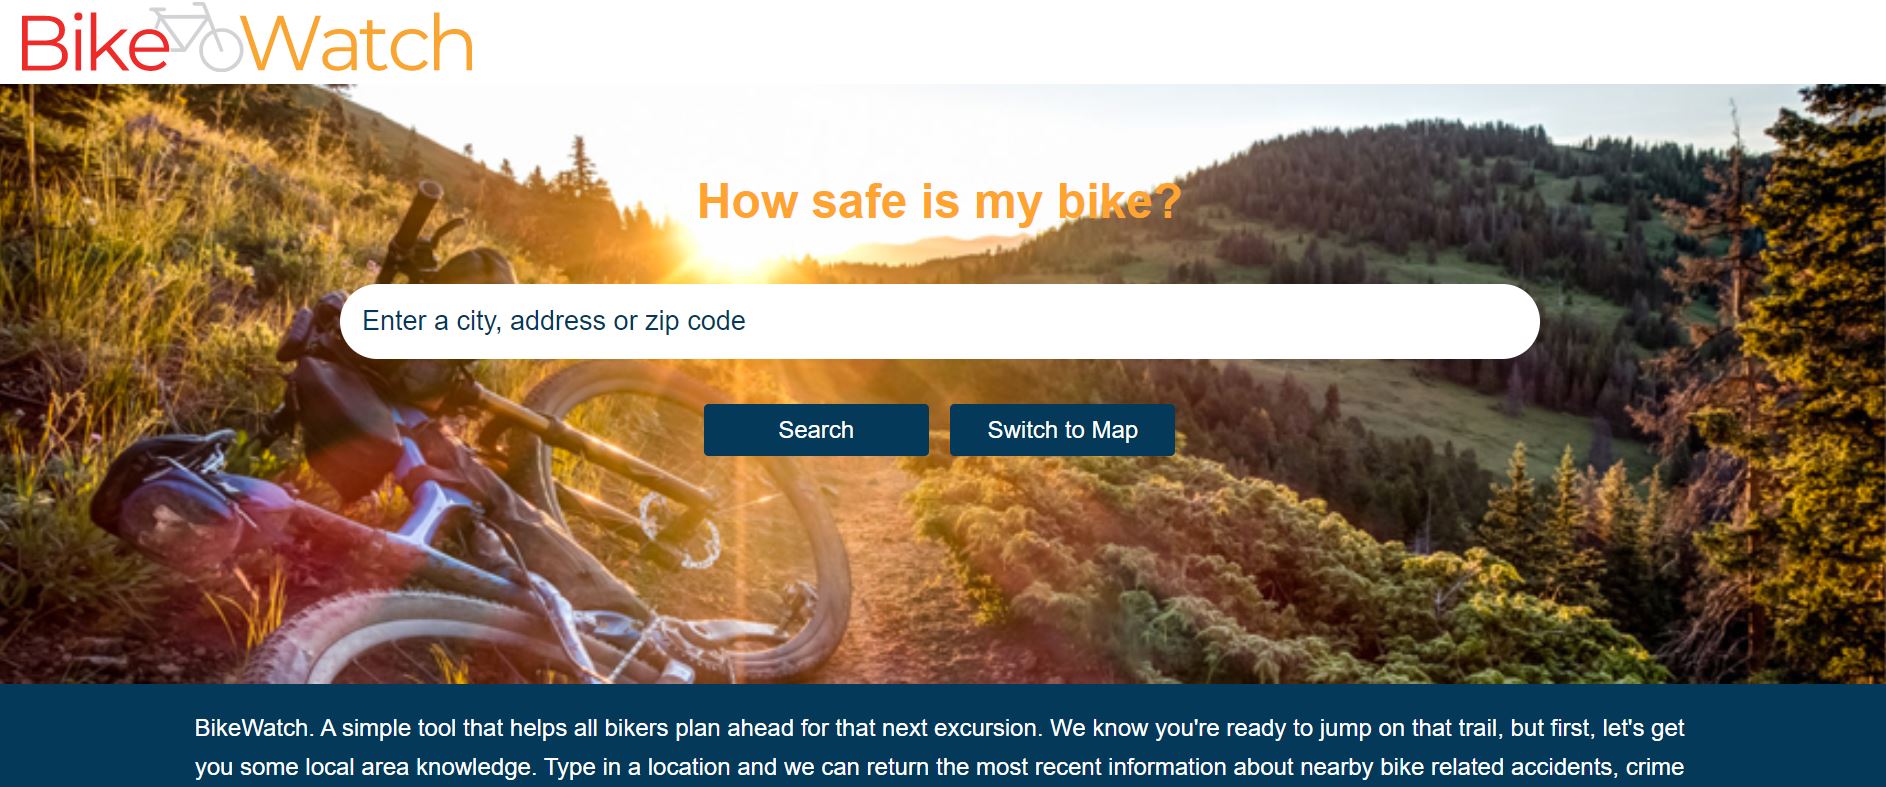 BikeWatch
How safe is my bike?
Enter a city, address or zip code
Search
Switch to Map
BikeWatch. A simple tool that helps all bikers plan ahead for that next excursion. We know you're ready to jump on that trail, but first, let's get
you some local area knowledge. Type in a location and we can return the most recent information about nearby bike related accidents, crime